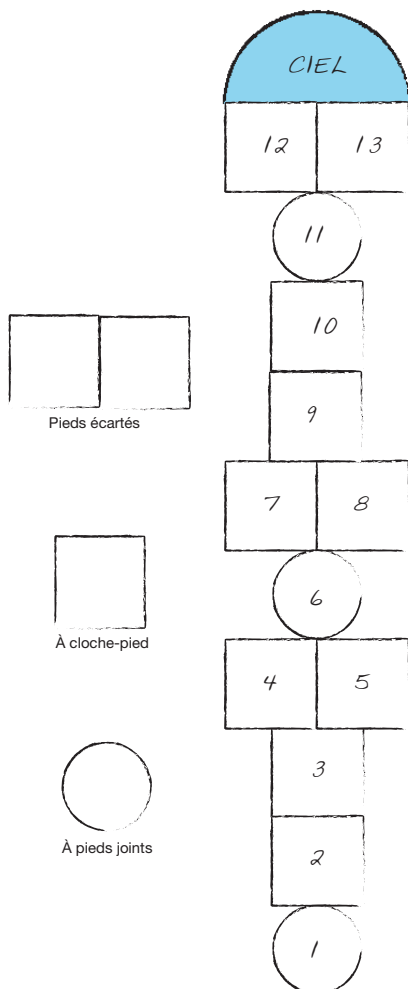 CIEL
12 13
11
10
Pieds écartés
9
7 8
À cloche-pied
6
4 5
3
À pieds joints
2
1